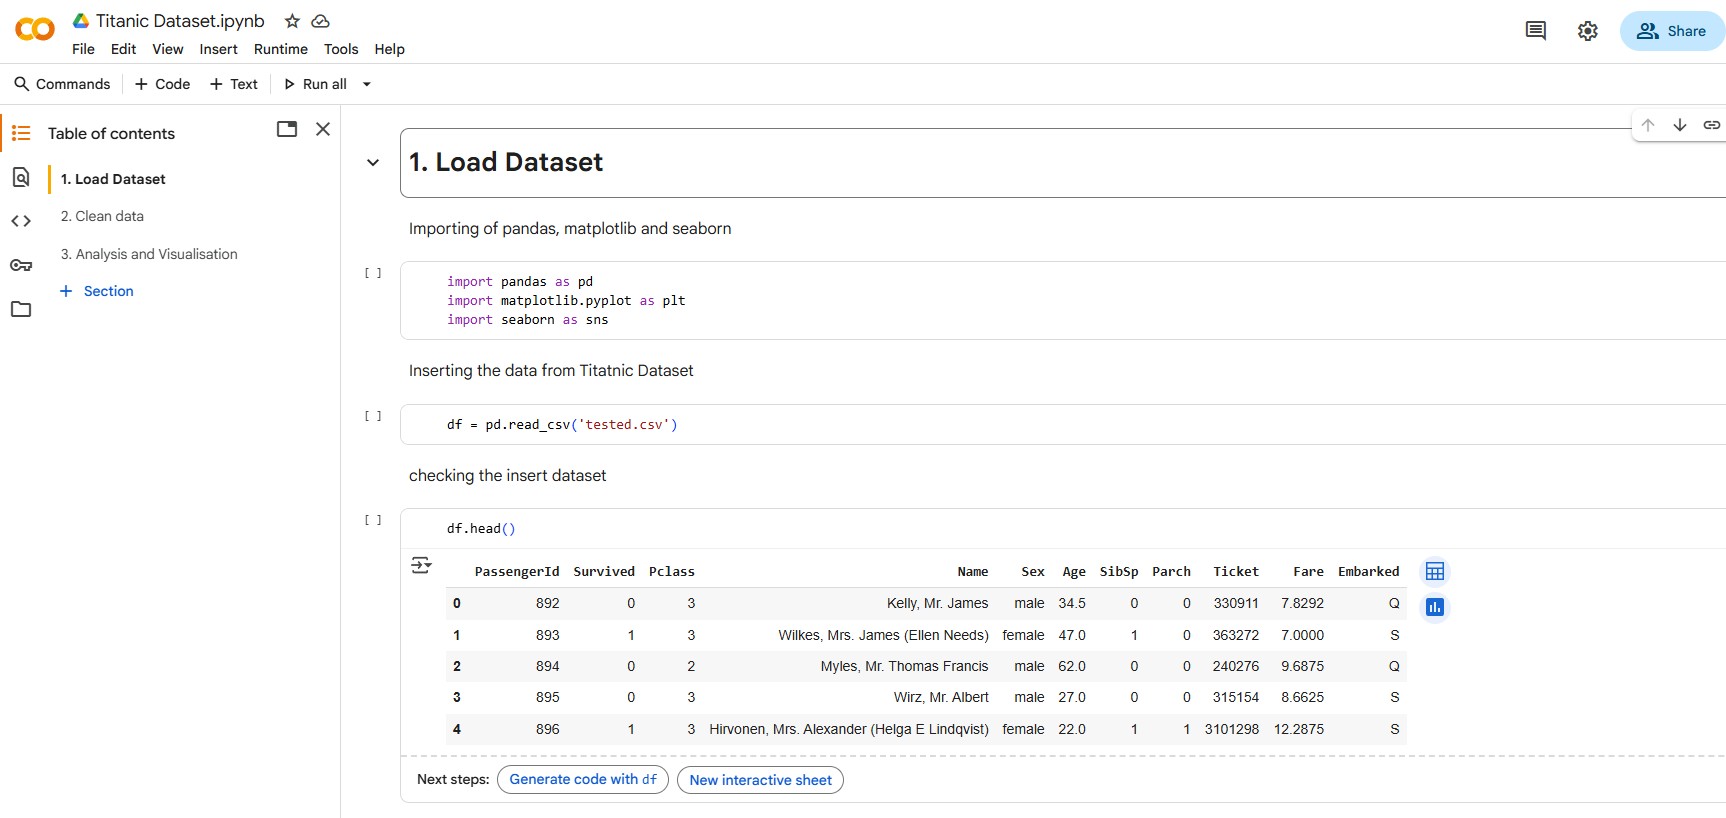 Titanic Dataset.ipynb
File Edit View Insert Runtime Tools Help
Share
Commands + Code + Text Run all
Table of contents
1. Load Dataset
2. Clean data
3. Analysis and Visualisation
+ Section
1. Load Dataset
Importing of pandas, matplotlib and seaborn
[ ]
import pandas as pd
import matplotlib.pyplot as plt
import seaborn as sns
Inserting the data from Titatnic Dataset
[ ]
df = pd.read_csv('tested.csv')
checking the insert dataset
[ ]
df.head()
PassengerId Survived Pclass Name Sex Age SibSp Parch Ticket Fare Embarked
0 892 0 3 Kelly, Mr. James male 34.5 0 0 330911 7.8292 Q
1 893 1 3 Wilkes, Mrs. James (Ellen Needs) female 47.0 1 0 363272 7.0000 S
2 894 0 2 Myles, Mr. Thomas Francis male 62.0 0 0 240276 9.6875 Q
3 895 0 3 Wirz, Mr. Albert male 27.0 0 0 315154 8.6625 S
4 896 1 3 Hirvonen, Mrs. Alexander (Helga E Lindqvist) female 22.0 1 1 3101298 12.2875 S
Next steps: Generate code with df New interactive sheet